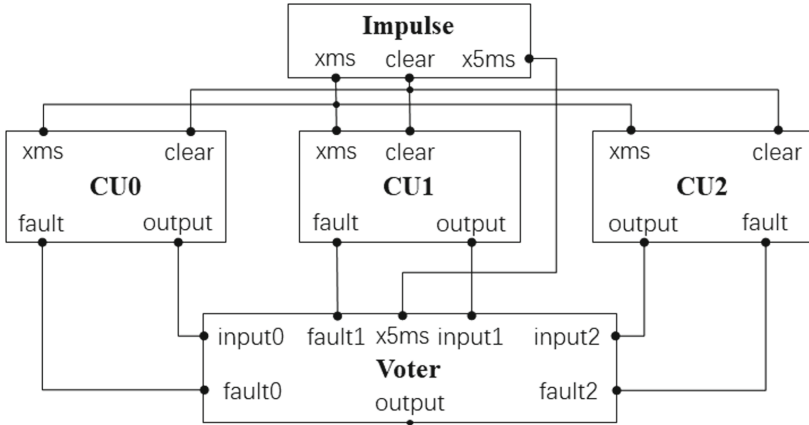 Impulse
xms clear x5ms
xms clear xms clear xms clear
CU0 CU1 CU2
fault output fault output output fault
input0 fault1 x5ms input1 input2
Voter
fault0 fault2
output